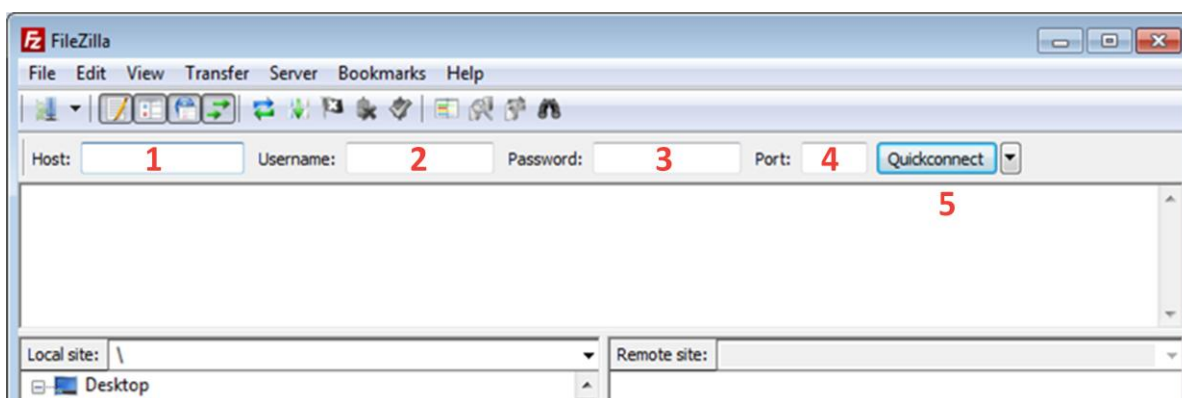 Fz FileZilla
File Edit View Transfer Server Bookmarks Help
Host: 1 Username: 2 Password: 3 Port: 4 Quickconnect
5
Local site: \ Remote site:
Desktop